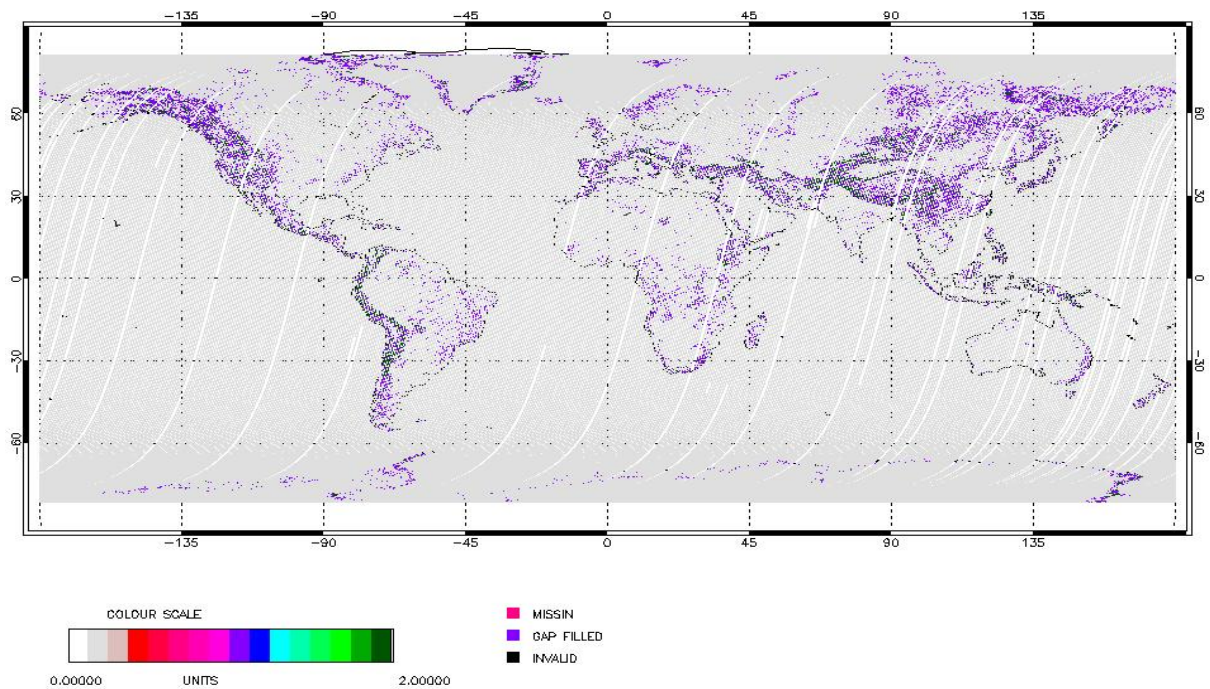 −135 −90 −45 0 45 90 135
60 60
30 30
0 0
−30 −30
−60 −60
−135 −90 −45 0 45 90 135
COLOUR SCALE
MISSIN
GAP FILLED
INVALID
0.00000 UNITS 2.00000